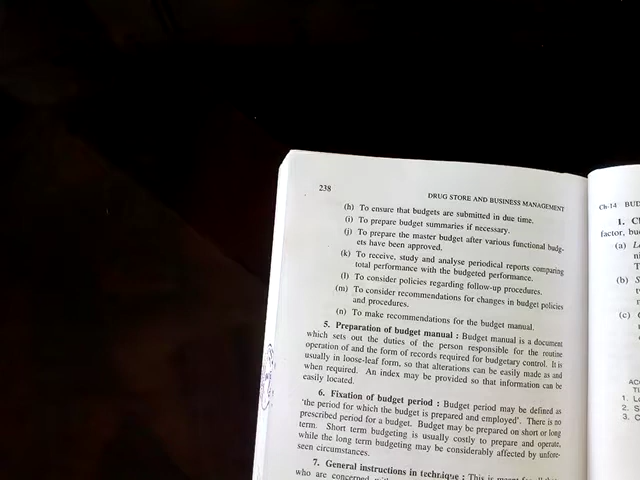 238
DRUG STORE AND BUSINESS MANAGEMENT
(h) To ensure that budgets are submitted in due time.
(i) To prepare budget summaries if necessary.
(j) To prepare the master budget after various functional budg-
ets have been approved.
(k) To receive, study and analyse periodical reports comparing
total performance with the budgeted performance.
(l) To consider policies regarding follow-up procedures.
(m) To consider recommendations for changes in budget policies
and procedures.
(n) To make recommendations for the budget manual.
5. Preparation of budget manual : Budget manual is a document
which sets out the duties of the person responsible for the routine
operation of and the form of records required for budgetary control. It is
usually in loose-leaf form, so that alterations can be easily made as and
when required. An index may be provided so that information can be
easily located.
6. Fixation of budget period : Budget period may be defined as
'the period for which the budget is prepared and employed'. There is no
prescribed period for a budget. Budget may be prepared on short or long
term. Short term budgeting is usually costly to prepare and operate,
while the long term budgeting may be considerably affected by unfore-
seen circumstances.
7. General instructions in technique : This is meant for all
who are concerned
Ch-14 BUD
1. Cl
factor, bu
(a)
(b) S
(c)
1. Lo
2. S
3. C